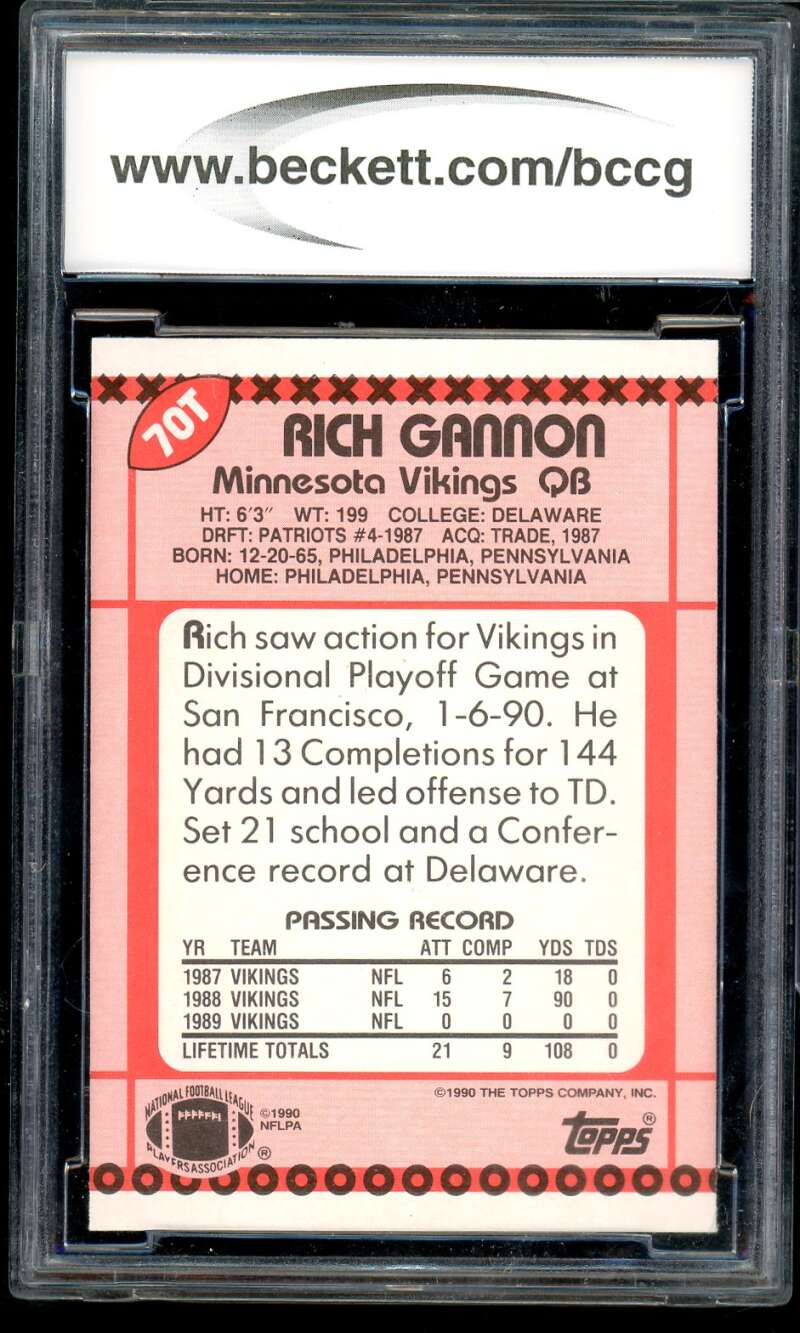 www.beckett.com/bccg
70T
RICH GANNON
Minnesota Vikings QB
HT: 6'3" WT: 199 COLLEGE: DELAWARE
DRFT: PATRIOTS #4-1987 ACQ: TRADE, 1987
BORN: 12-20-65, PHILADELPHIA, PENNSYLVANIA
HOME: PHILADELPHIA, PENNSYLVANIA
Rich saw action for Vikings in
Divisional Playoff Game at
San Francisco, 1-6-90. He
had 13 Completions for 144
Yards and led offense to TD.
Set 21 school and a Confer-
ence record at Delaware.
PASSING RECORD
YR TEAM ATT COMP YDS TDS
1987 VIKINGS NFL 6 2 18 0
1988 VIKINGS NFL 15 7 90 0
1989 VIKINGS NFL 0 0 0 0
LIFETIME TOTALS 21 9 108 0
©1990 THE TOPPS COMPANY, INC.
NATIONAL FOOTBALL LEAGUE
NFLPA
PLAYERS ASSOCIATION ®
©1990
NFLPA
topps®